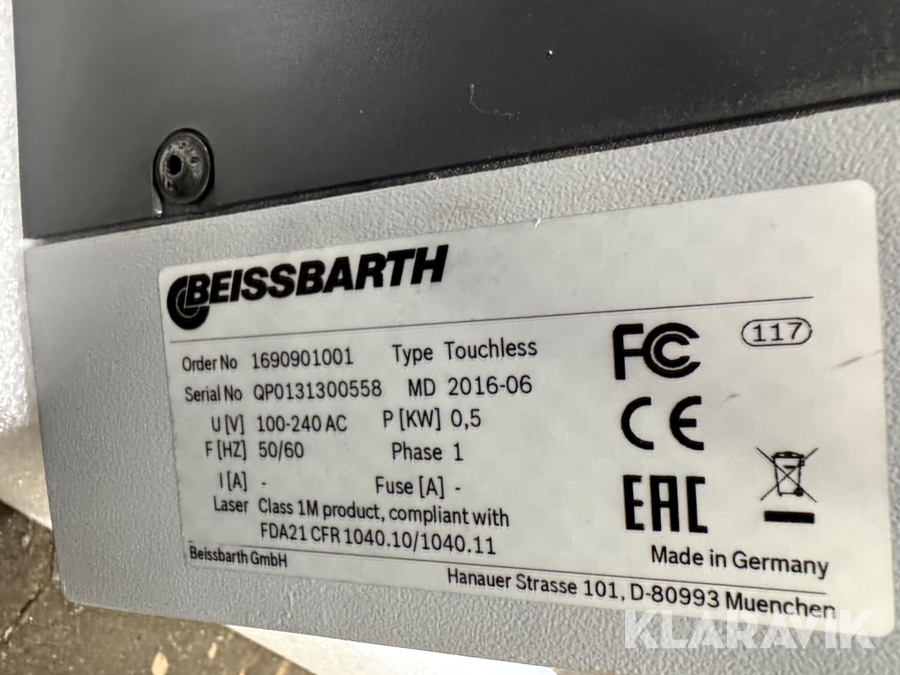 BEISSBARTH
Order No 1690901001 Type Touchless
Serial No QP0131300558 MD 2016-06
U [V] 100-240 AC P [KW] 0,5
F [HZ] 50/60 Phase 1
I [A] - Fuse [A] -
Laser Class 1M product, compliant with
FDA21 CFR 1040.10/1040.11
FC
117
CE
EAC
Made in Germany
Beissbarth GmbH
Hanauer Strasse 101, D-80993 Muenchen
KLARAVIK